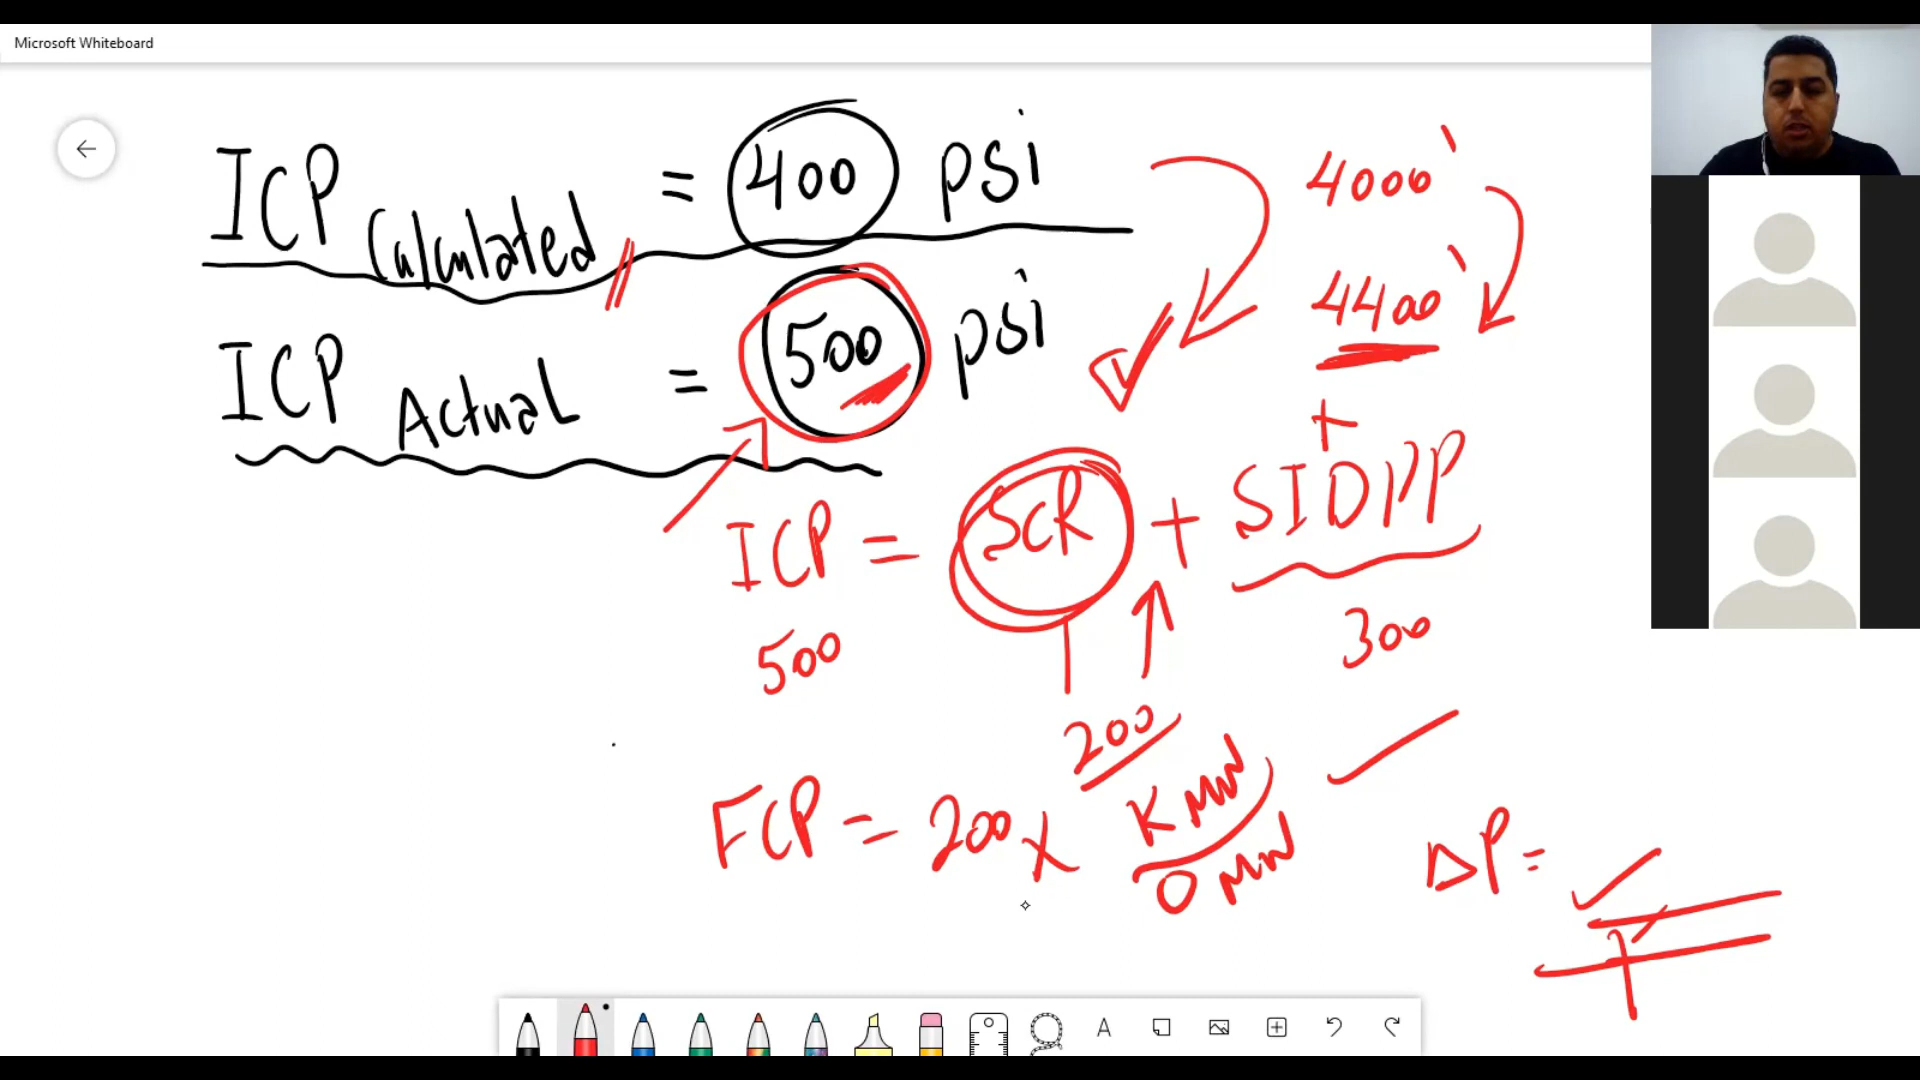 Microsoft Whiteboard
ICP Calculated = 400 psi
4000'
4400'
ICP Actual = 500 psi
+
ICP = SCR + SIDPP
500 200 300
FCP = 200 x KMW / OMW
ΔP =
A